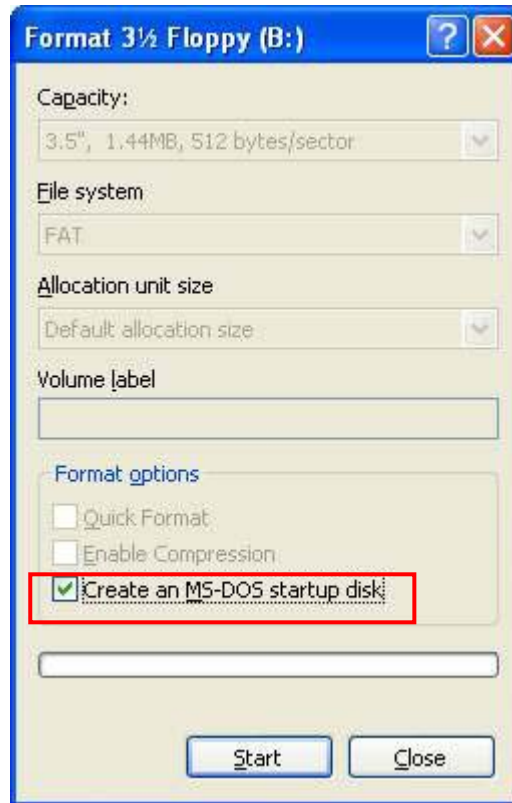 Format 3½ Floppy (B:)
Capacity:
3.5", 1.44MB, 512 bytes/sector
File system
FAT
Allocation unit size
Default allocation size
Volume label
Format options
Quick Format
Enable Compression
Create an MS-DOS startup disk
Start Close